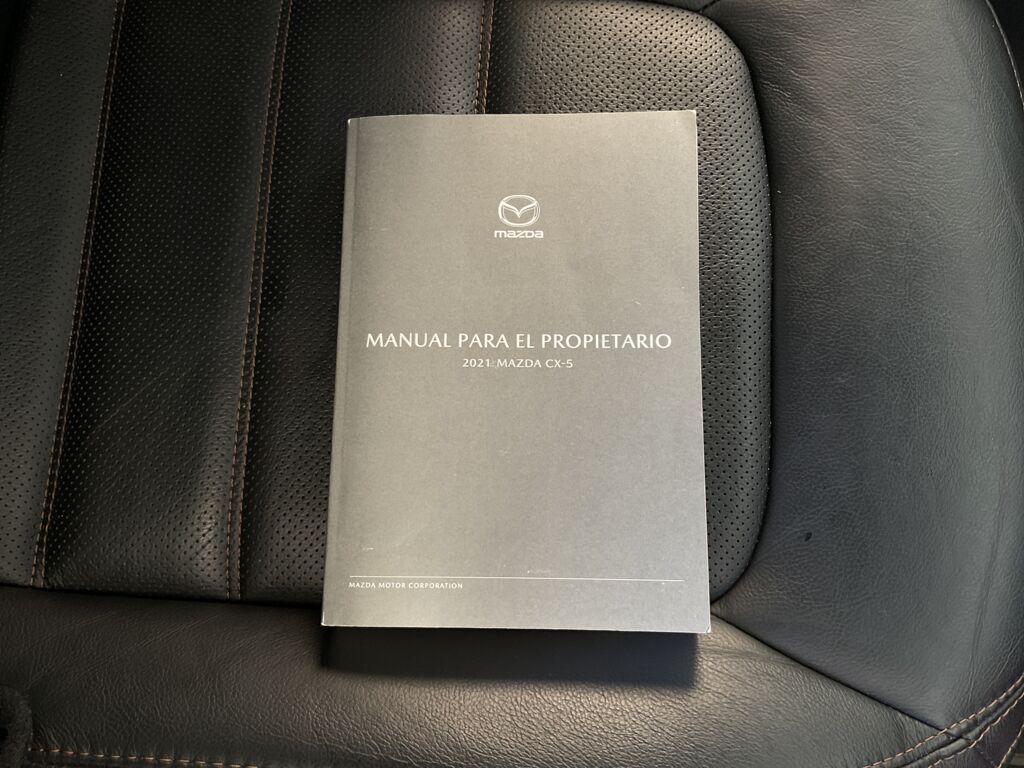 mazda
MANUAL PARA EL PROPIETARIO
2021 MAZDA CX-5
MAZDA MOTOR CORPORATION